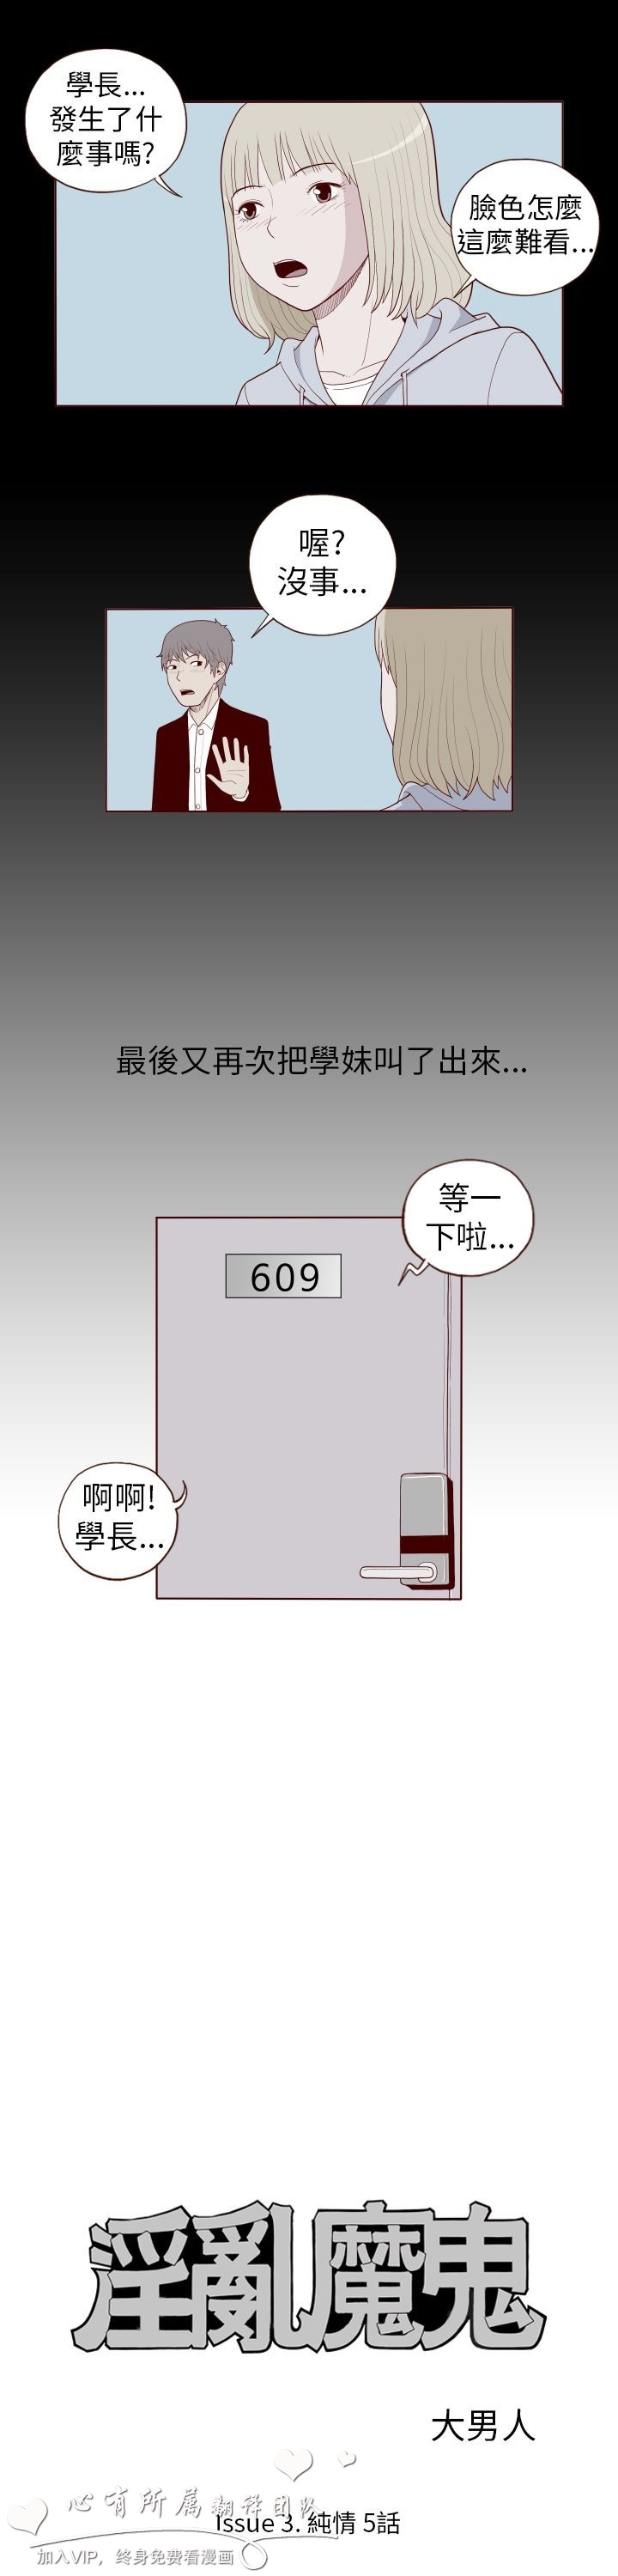 學長...
發生了什
麼事嗎?
臉色怎麼
這麼難看...
喔?
沒事...
最後又再次把學妹叫了出來...
等一
下啦...
609
啊啊!
學長...
淫亂魔鬼
大男人
心有所属翻译团队
Issue 3. 純情 5話
加入VIP，终身免费看漫画